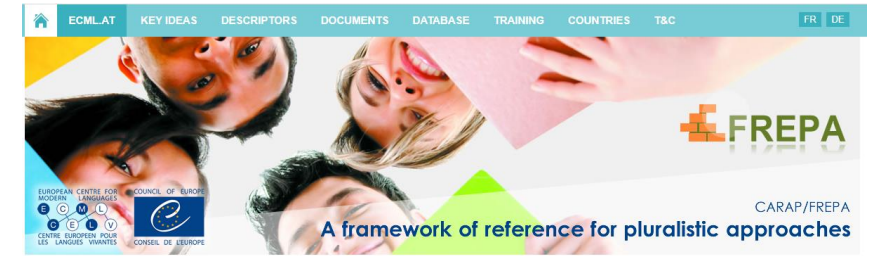 ECML.AT KEY IDEAS DESCRIPTORS DOCUMENTS DATABASE TRAINING COUNTRIES T&C FR DE
FREPA
EUROPEAN CENTRE FOR
MODERN LANGUAGES
E C M L
C E L V
CENTRE EUROPEEN POUR
LES LANGUES VIVANTES
COUNCIL OF EUROPE
CONSEIL DE L'EUROPE
CARAP/FREPA
A framework of reference for pluralistic approaches